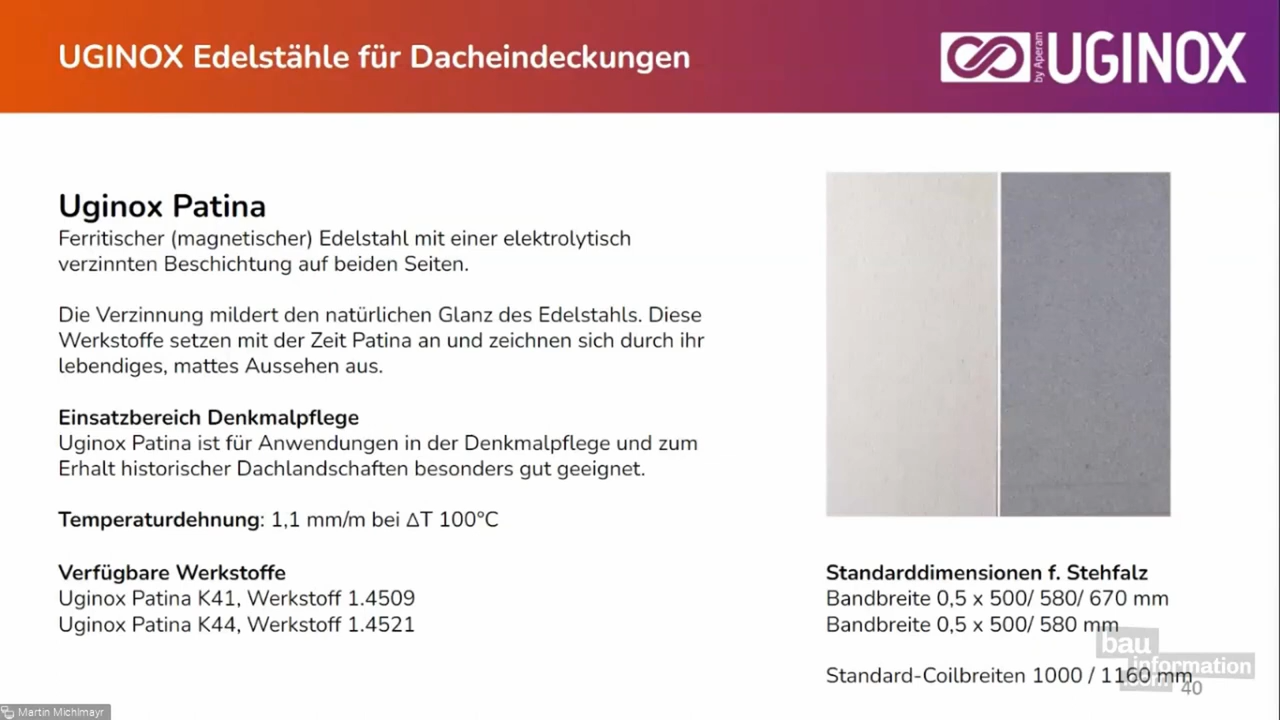 UGINOX Edelstähle für Dacheindeckungen
by Aperam
UGINOX
Uginox Patina
Ferritischer (magnetischer) Edelstahl mit einer elektrolytisch
verzinnten Beschichtung auf beiden Seiten.
Die Verzinnung mildert den natürlichen Glanz des Edelstahls. Diese
Werkstoffe setzen mit der Zeit Patina an und zeichnen sich durch ihr
lebendiges, mattes Aussehen aus.
Einsatzbereich Denkmalpflege
Uginox Patina ist für Anwendungen in der Denkmalpflege und zum
Erhalt historischer Dachlandschaften besonders gut geeignet.
Temperaturdehnung: 1,1 mm/m bei ΔT 100°C
Verfügbare Werkstoffe
Uginox Patina K41, Werkstoff 1.4509
Uginox Patina K44, Werkstoff 1.4521
Standarddimensionen f. Stehfalz
Bandbreite 0,5 x 500/ 580/ 670 mm
Bandbreite 0,5 x 500/ 580 mm
Standard-Coilbreiten 1000 / 1160 mm
bau
information
.com
40
Martin Michlmayr